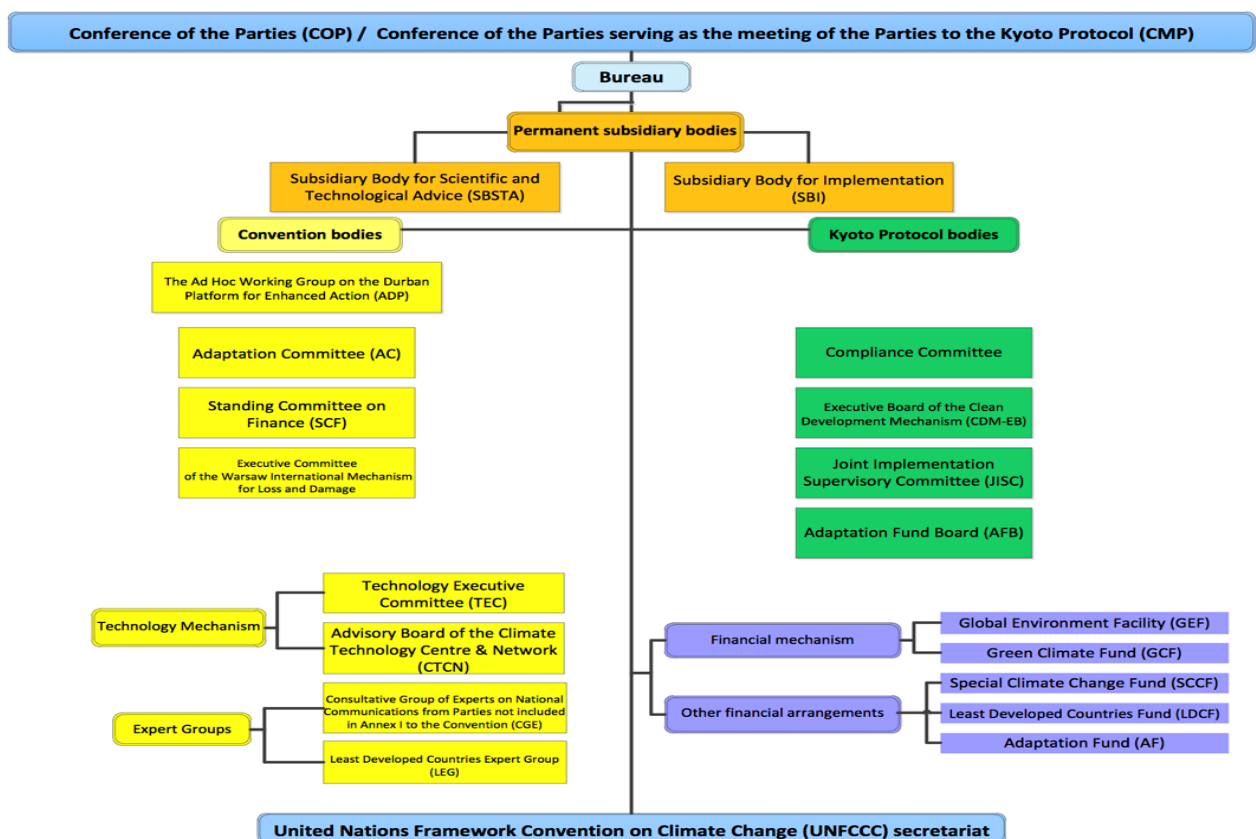 Conference of the Parties (COP) / Conference of the Parties serving as the meeting of the Parties to the Kyoto Protocol (CMP)
Bureau
Permanent subsidiary bodies
Subsidiary Body for Scientific and
Technological Advice (SBSTA)
Subsidiary Body for Implementation
(SBI)
Convention bodies
Kyoto Protocol bodies
The Ad Hoc Working Group on the Durban
Platform for Enhanced Action (ADP)
Adaptation Committee (AC)
Standing Committee on
Finance (SCF)
Executive Committee
of the Warsaw International Mechanism
for Loss and Damage
Compliance Committee
Executive Board of the Clean
Development Mechanism (CDM-EB)
Joint Implementation
Supervisory Committee (JISC)
Adaptation Fund Board (AFB)
Technology Mechanism
Technology Executive
Committee (TEC)
Advisory Board of the Climate
Technology Centre & Network
(CTCN)
Expert Groups
Consultative Group of Experts on National
Communications from Parties not included
in Annex I to the Convention (CGE)
Least Developed Countries Expert Group
(LEG)
Financial mechanism
Global Environment Facility (GEF)
Green Climate Fund (GCF)
Other financial arrangements
Special Climate Change Fund (SCCF)
Least Developed Countries Fund (LDCF)
Adaptation Fund (AF)
United Nations Framework Convention on Climate Change (UNFCCC) secretariat